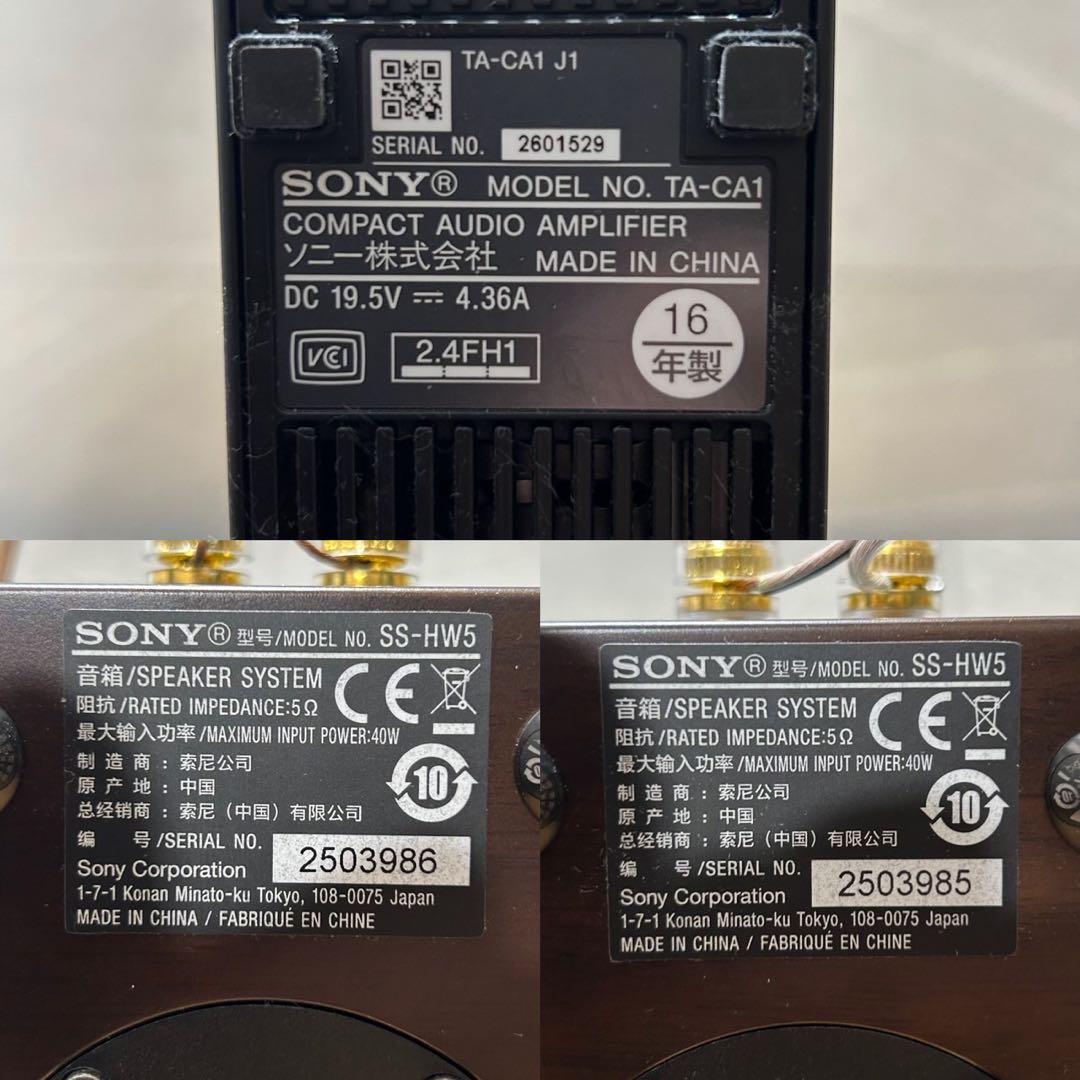 TA-CA1 J1
SERIAL NO. 2601529
SONY® MODEL NO. TA-CA1
COMPACT AUDIO AMPLIFIER
ソニー株式会社 MADE IN CHINA
DC 19.5V ⎓ 4.36A
16
年製
VCCI
2.4FH1
SONY® 型号/MODEL NO. SS-HW5
音箱/SPEAKER SYSTEM
阻抗/RATED IMPEDANCE:5Ω
最大输入功率/MAXIMUM INPUT POWER:40W
制 造 商 : 索尼公司
原 产 地 : 中国
总经销商 : 索尼（中国）有限公司
10
编 号/SERIAL NO. 2503986
Sony Corporation
1-7-1 Konan Minato-ku Tokyo, 108-0075 Japan
MADE IN CHINA / FABRIQUÉ EN CHINE
SONY® 型号/MODEL NO. SS-HW5
音箱/SPEAKER SYSTEM
阻抗/RATED IMPEDANCE:5Ω
最大输入功率/MAXIMUM INPUT POWER:40W
制 造 商 : 索尼公司
原 产 地 : 中国
总经销商 : 索尼（中国）有限公司
10
编 号/SERIAL NO. 2503985
Sony Corporation
1-7-1 Konan Minato-ku Tokyo, 108-0075 Japan
MADE IN CHINA / FABRIQUÉ EN CHINE